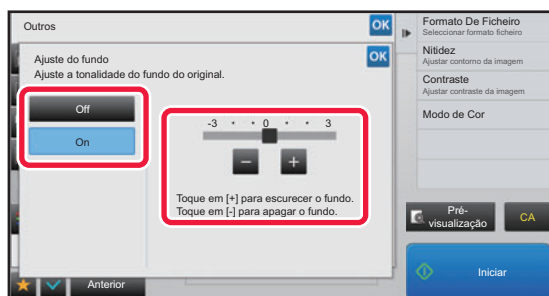 Outros
OK
Ajuste do fundo
OK
Ajuste a tonalidade do fundo do original.
Off
On
-3 • • 0 • • 3
− +
Toque em [+] para escurecer o fundo.
Toque em [-] para apagar o fundo.
Anterior
Formato De Ficheiro
Seleccionar formato ficheiro
Nitidez
Ajustar contorno da imagem
Contraste
Ajustar contraste da imagem
Modo de Cor
Pré-
visualização
CA
Iniciar